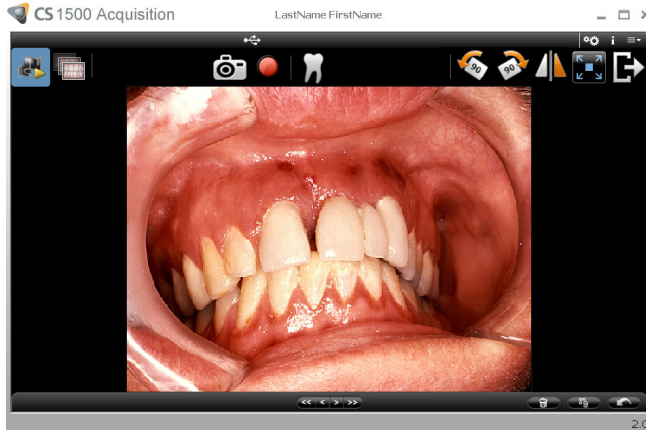 CS 1500 Acquisition
LastName FirstName
i
90
90
<< < > >>
2.0